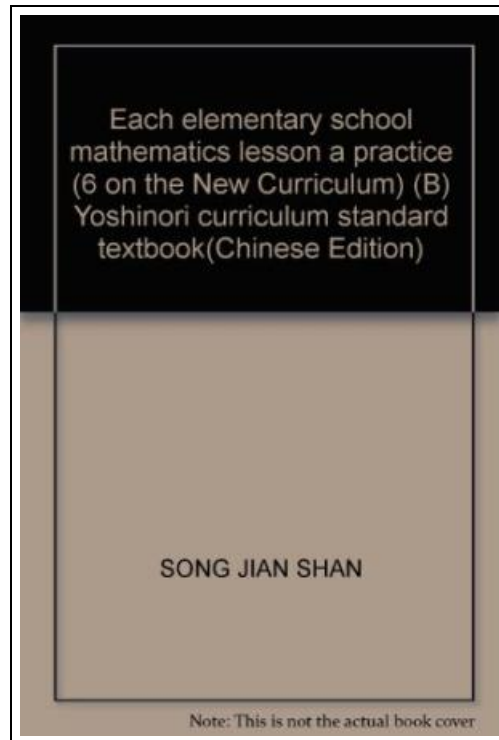 Each elementary school
mathematics lesson a practice
(6 on the New Curriculum) (B)
Yoshinori curriculum standard
textbook(Chinese Edition)
SONG JIAN SHAN
Note: This is not the actual book cover